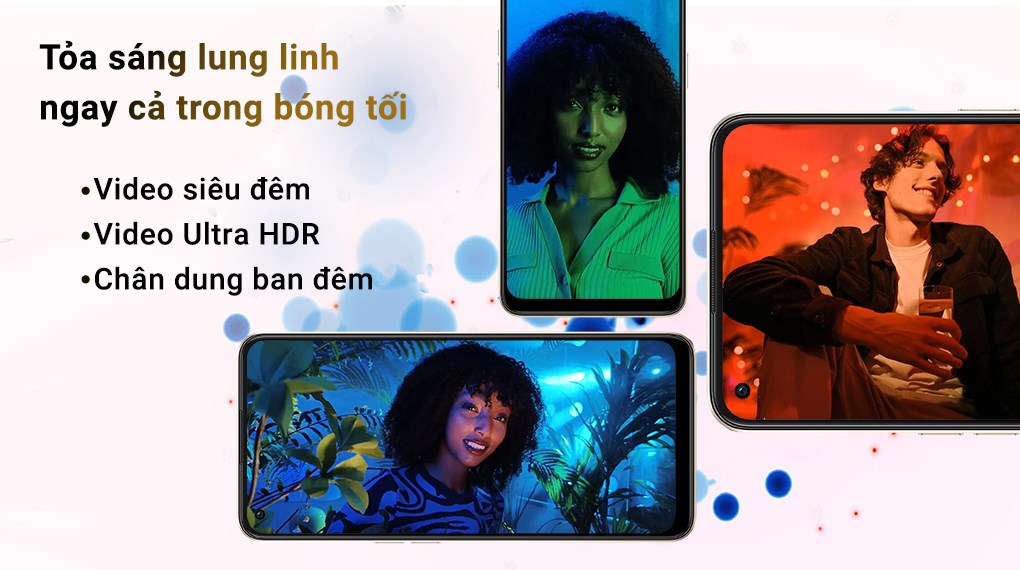 Tỏa sáng lung linh
ngay cả trong bóng tối
•Video siêu đêm
•Video Ultra HDR
•Chân dung ban đêm